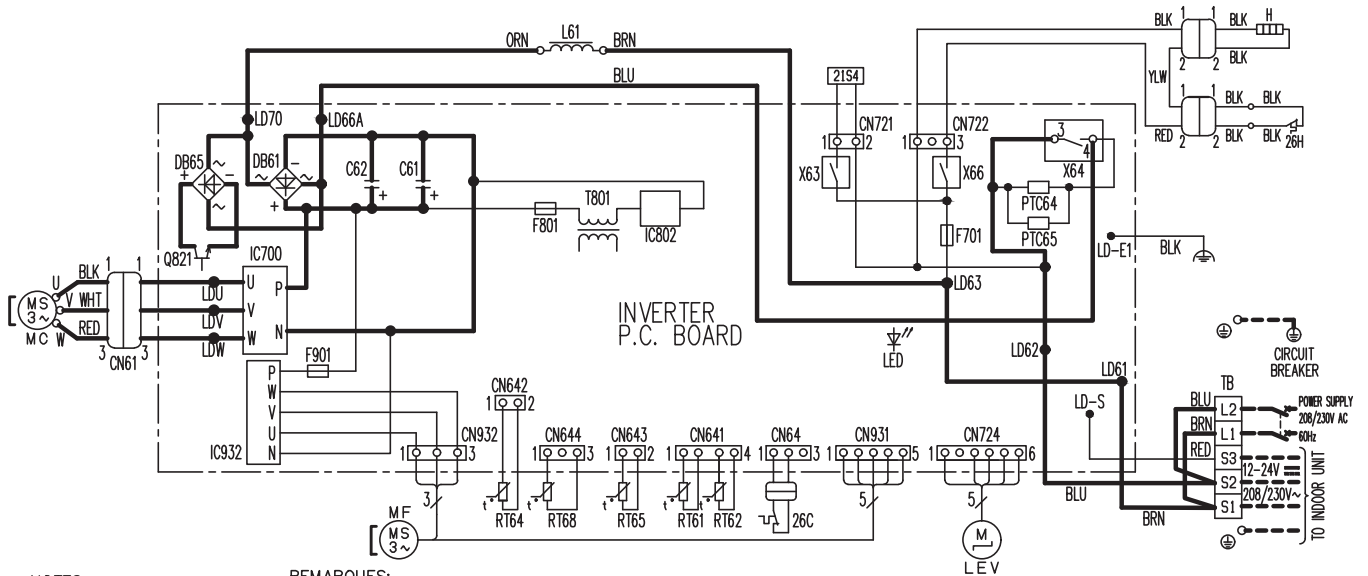 ORN L61 BRN
BLU
BLK 1 1 BLK H
2 2 BLK
YLW
1 1 BLK BLK
RED 2 2 BLK BLK 26H
21S4
LD70 LD66A
CN721 CN722
1 2 1 3
DB65 ~ DB61 -
+ - ~ ~
~ +
C62 C61
+ +
X63 X66
3
4
X64
PTC64
PTC65
T801
F801 IC802
F701
LD-E1 BLK
Q821
IC700
U BLK 1 1 LDU U P
V WHT LDV V
W RED 3 3 LDW W N
MS
3~
MC
CN61
LD63
INVERTER
P.C. BOARD
LED
LD62
LD61
CIRCUIT
BREAKER
F901
P
W
V
U
N
IC932
CN642
1 2
CN932
1 3
CN644
1 3
CN643
1 2
CN641
1 4
CN64
1 3
CN931
1 5
CN724
1 6
LD-S
TB
BLU L2 POWER SUPPLY
208/230V AC
BRN L1 60Hz
RED S3
12-24V
S2
208/230V~
S1
TO INDOOR UNIT
BLU
BRN
3 5 5
t° RT64 t° RT68 t° RT65 t° RT61 t° RT62 26C
MF
MS
3~
M
LEV
NOTES
REMARQUES: